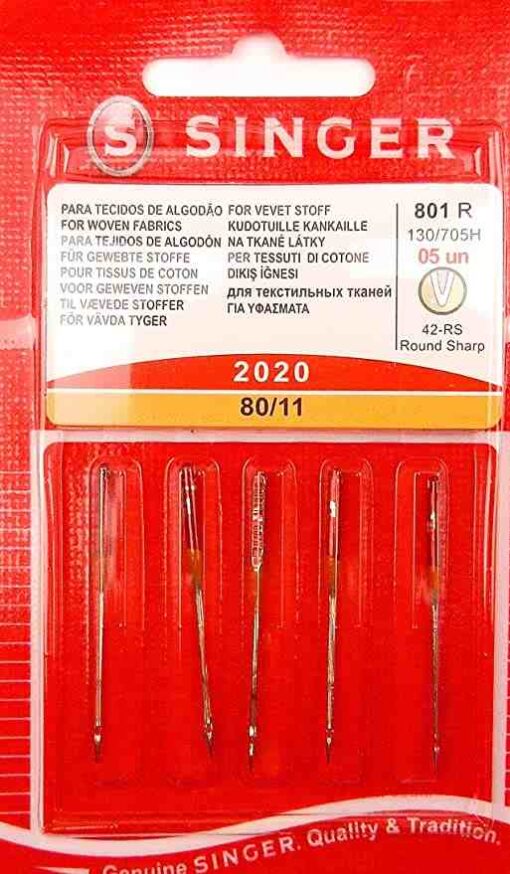 S SINGER
PARA TECIDOS DE ALGODÃO
FOR WOVEN FABRICS
PARA TEJIDOS DE ALGODÓN
FÜR GEWEBTE STOFFE
POUR TISSUS DE COTON
VOOR GEWEVEN STOFFEN
TIL VÆVEDE STOFFER
FÖR VÄVDA TYGER
FOR VEVET STOFF
KUDOTUILLE KANKAILLE
NA TKANÉ LÁTKY
PER TESSUTI DI COTONE
DIKIŞ İĞNESI
для текстильных тканей
ΓΙΑ ΥΦΑΣΜΑΤΑ
801 R
130/705H
05 un
42-RS
Round Sharp
2020
80/11
Genuine SINGER. Quality & Tradition.